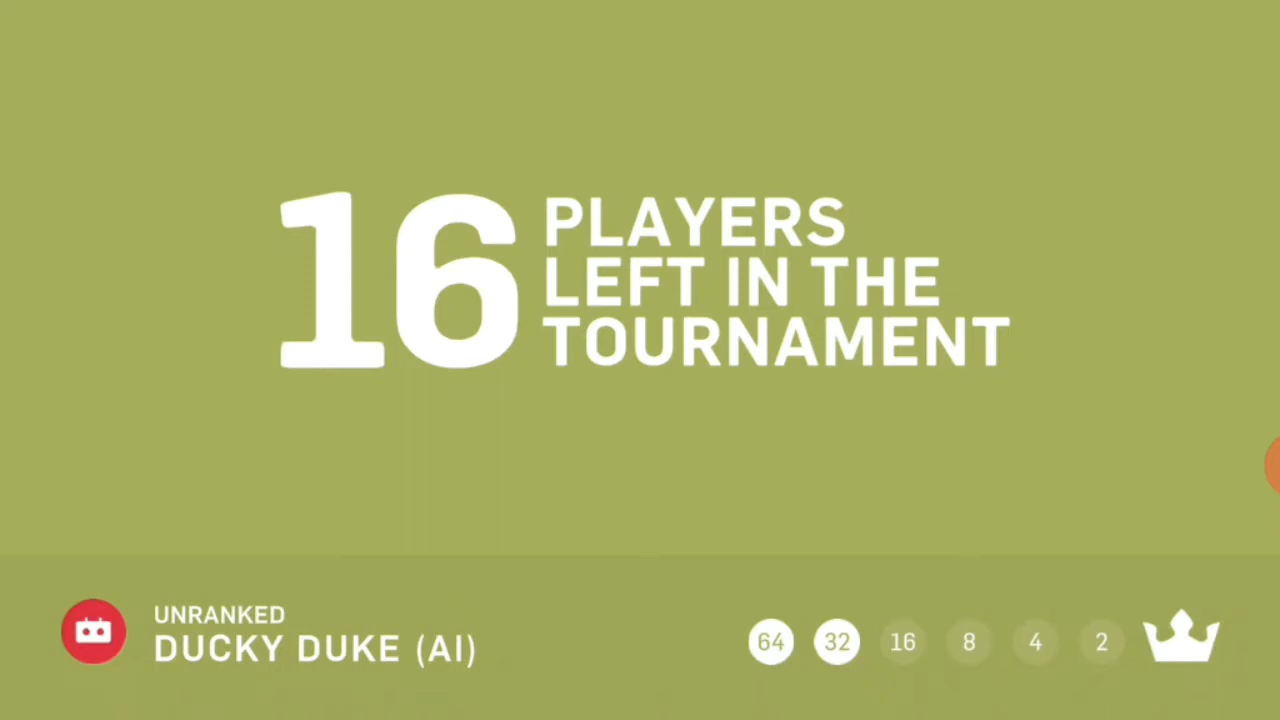 16
PLAYERS
LEFT IN THE
TOURNAMENT
UNRANKED
DUCKY DUKE (AI)
64 32 16 8 4 2